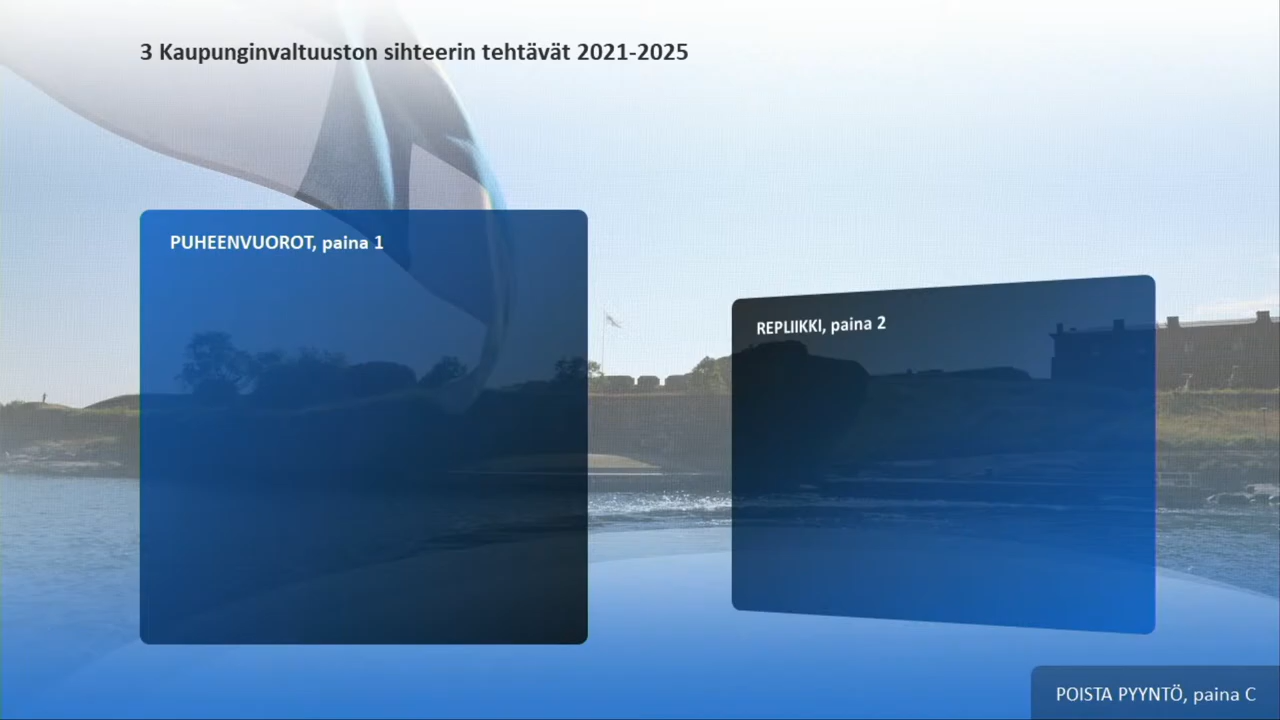 3 Kaupunginvaltuuston sihteerin tehtävät 2021-2025
PUHEENVUOROT, paina 1
REPLIIKKI, paina 2
POISTA PYYNTÖ, paina C